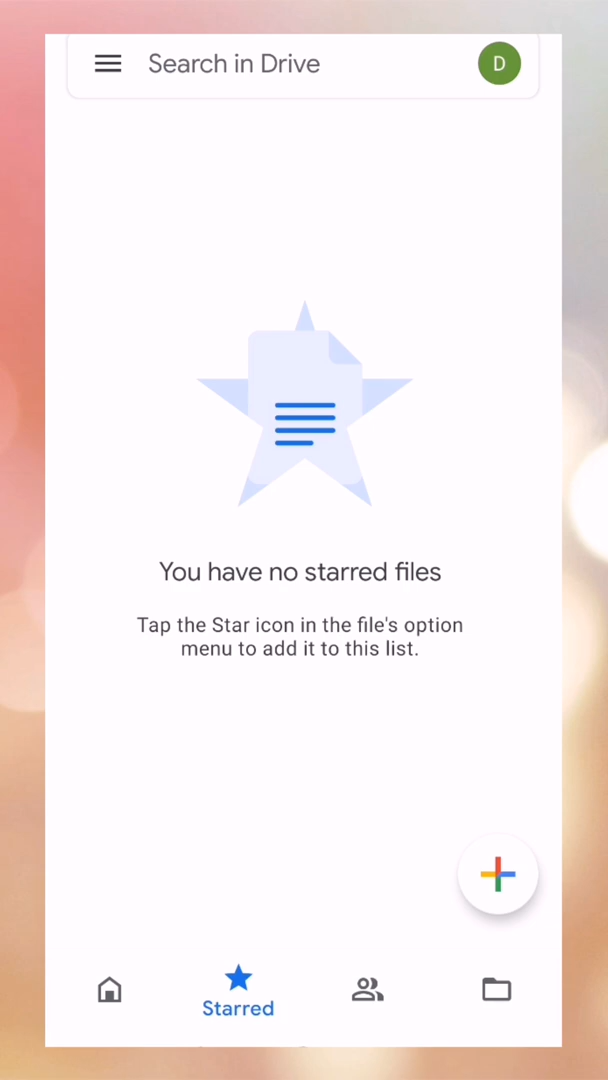 Search in Drive
D
You have no starred files
Tap the Star icon in the file's option
menu to add it to this list.
Starred